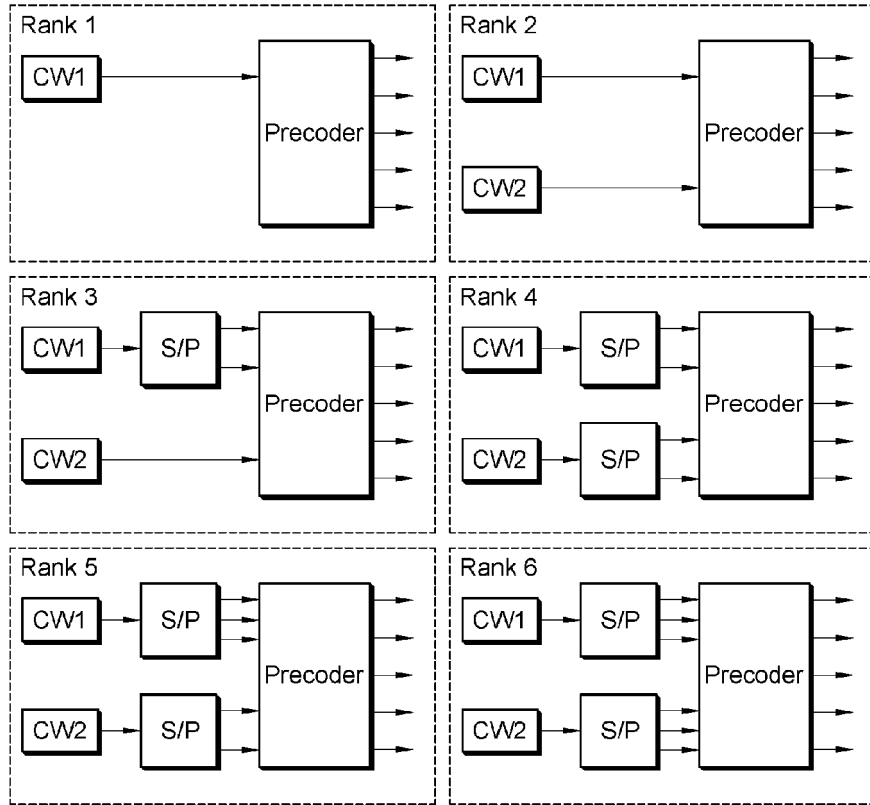 Rank 1
CW1
Precoder
Rank 2
CW1
CW2
Precoder
Rank 3
CW1
S/P
CW2
Precoder
Rank 4
CW1
S/P
CW2
S/P
Precoder
Rank 5
CW1
S/P
CW2
S/P
Precoder
Rank 6
CW1
S/P
CW2
S/P
Precoder